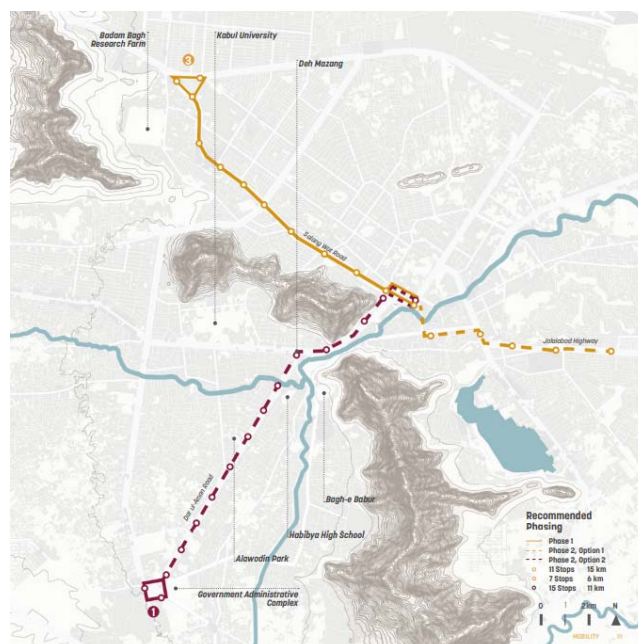 Badam Bagh
Research Farm
Kabul University
Deh Mazang
3
Salang Wat Road
Jalalabad Highway
Dar ul-Aman Road
Bagh-e Babur
Habibya High School
Alawodin Park
Government Administrative
Complex
1
Recommended
Phasing
Phase 1
Phase 2, Option 1
Phase 2, Option 2
11 Stops 15 km
7 Stops 6 km
15 Stops 11 km
0 1 2km N
MOBILITY